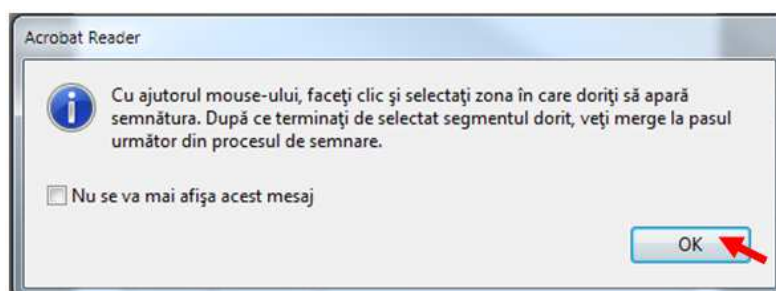 Acrobat Reader
Cu ajutorul mouse-ului, faceţi clic şi selectaţi zona în care doriţi să apară
semnătura. După ce terminaţi de selectat segmentul dorit, veţi merge la pasul
următor din procesul de semnare.
Nu se va mai afişa acest mesaj
OK